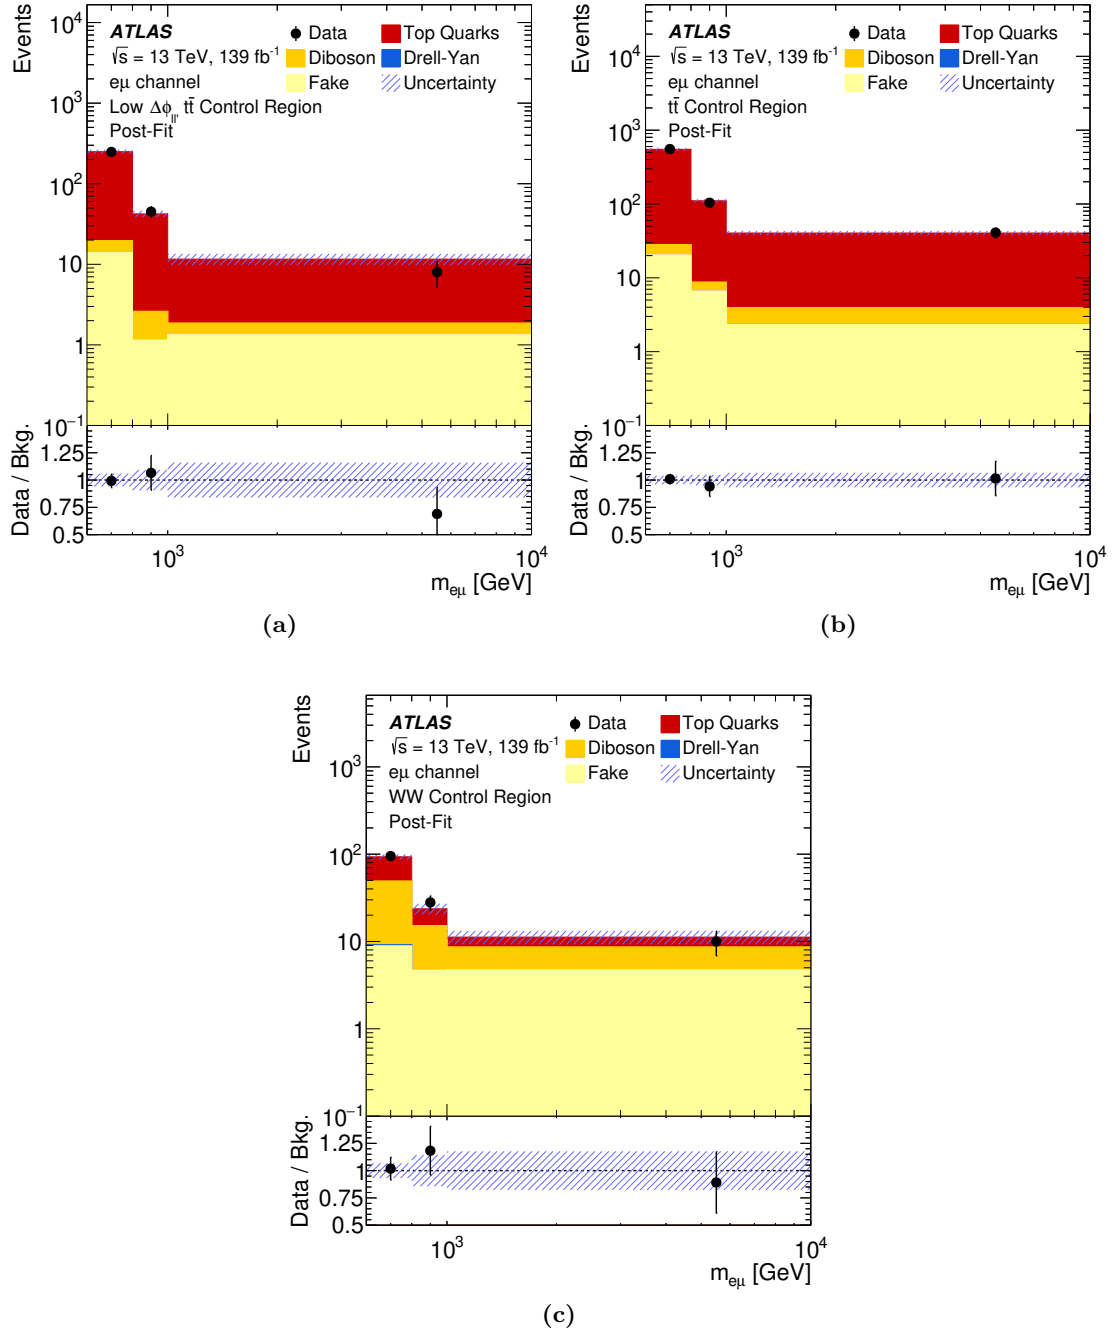 Events
10⁴
10³
10²
10
1
10⁻¹
ATLAS
√s = 13 TeV, 139 fb⁻¹
eμ channel
Low Δϕ_ll, tt̄ Control Region
Post-Fit
Data
Diboson
Fake
Top Quarks
Drell-Yan
Uncertainty
Data / Bkg.
1.25
1
0.75
0.5
10³
10⁴
m_eμ [GeV]
(a)
Events
10⁴
10³
10²
10
1
10⁻¹
ATLAS
√s = 13 TeV, 139 fb⁻¹
eμ channel
tt̄ Control Region
Post-Fit
Data
Diboson
Fake
Top Quarks
Drell-Yan
Uncertainty
Data / Bkg.
1.25
1
0.75
0.5
10³
10⁴
m_eμ [GeV]
(b)
Events
10³
10²
10
1
10⁻¹
ATLAS
√s = 13 TeV, 139 fb⁻¹
eμ channel
WW Control Region
Post-Fit
Data
Diboson
Fake
Top Quarks
Drell-Yan
Uncertainty
Data / Bkg.
1.25
1
0.75
0.5
10³
10⁴
m_eμ [GeV]
(c)